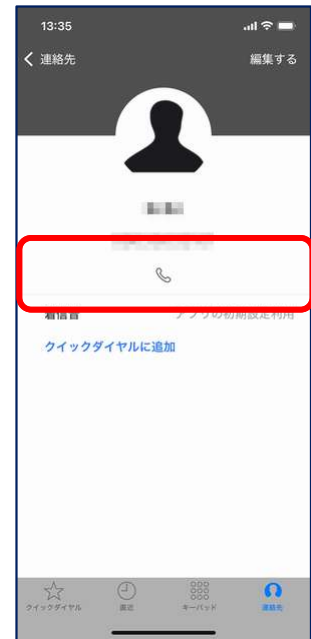 13:35
連絡先
編集する
着信音
アプリの初期設定利用
クイックダイヤルに追加
クイックダイヤル
直近
キーパッド
連絡先